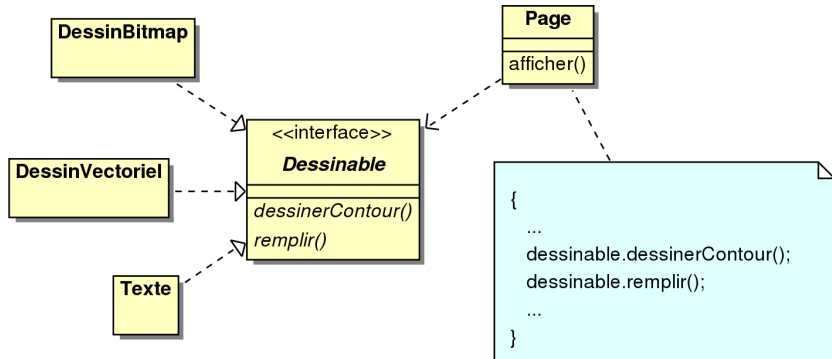 DessinBitmap
Page
afficher()
<<interface>>
Dessinable
dessinerContour()
remplir()
DessinVectoriel
Texte
{
...
dessinable.dessinerContour();
dessinable.remplir();
...
}